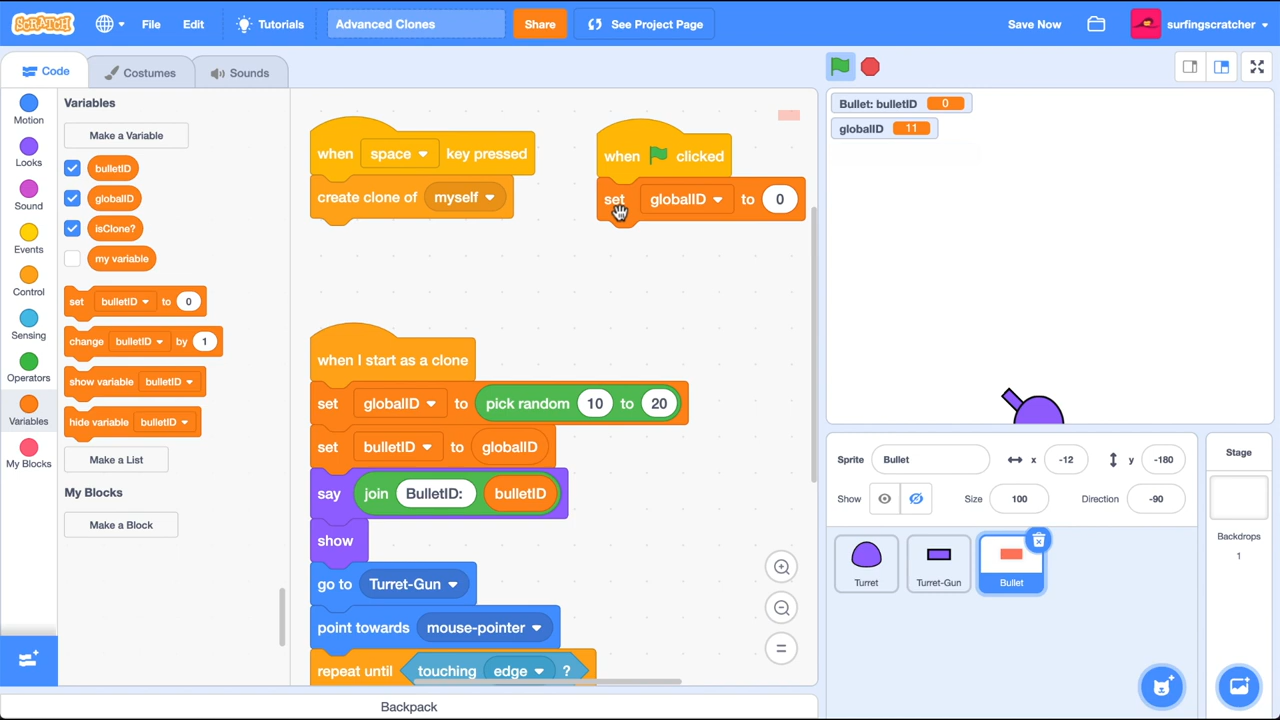 SCRATCH File Edit Tutorials Advanced Clones Share See Project Page Save Now surfingscratcher
Code Costumes Sounds
Motion
Looks
Sound
Events
Control
Sensing
Operators
Variables
My Blocks
Variables
Make a Variable
bulletID
globalID
isClone?
my variable
set bulletID to 0
change bulletID by 1
show variable bulletID
hide variable bulletID
Make a List
My Blocks
Make a Block
when space key pressed
create clone of myself
when clicked
set globalID to 0
when I start as a clone
set globalID to pick random 10 to 20
set bulletID to globalID
say join BulletID: bulletID
show
go to Turret-Gun
point towards mouse-pointer
repeat until touching edge ?
Backpack
Bullet: bulletID 0
globalID 11
Sprite Bullet x -12 y -180
Show Size 100 Direction -90
Turret Turret-Gun Bullet
Stage
Backdrops
1